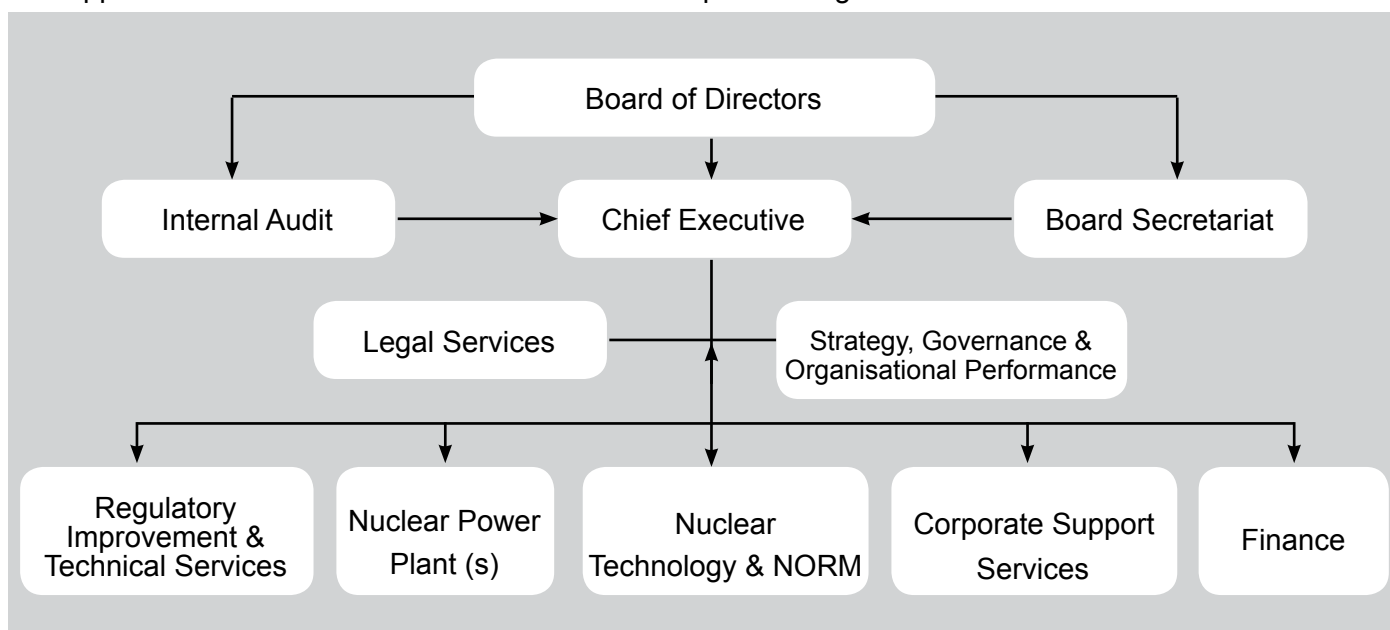 Board of Directors
Internal Audit
Chief Executive
Board Secretariat
Legal Services
Strategy, Governance &
Organisational Performance
Regulatory
Improvement &
Technical Services
Nuclear Power
Plant (s)
Nuclear
Technology & NORM
Corporate Support
Services
Finance